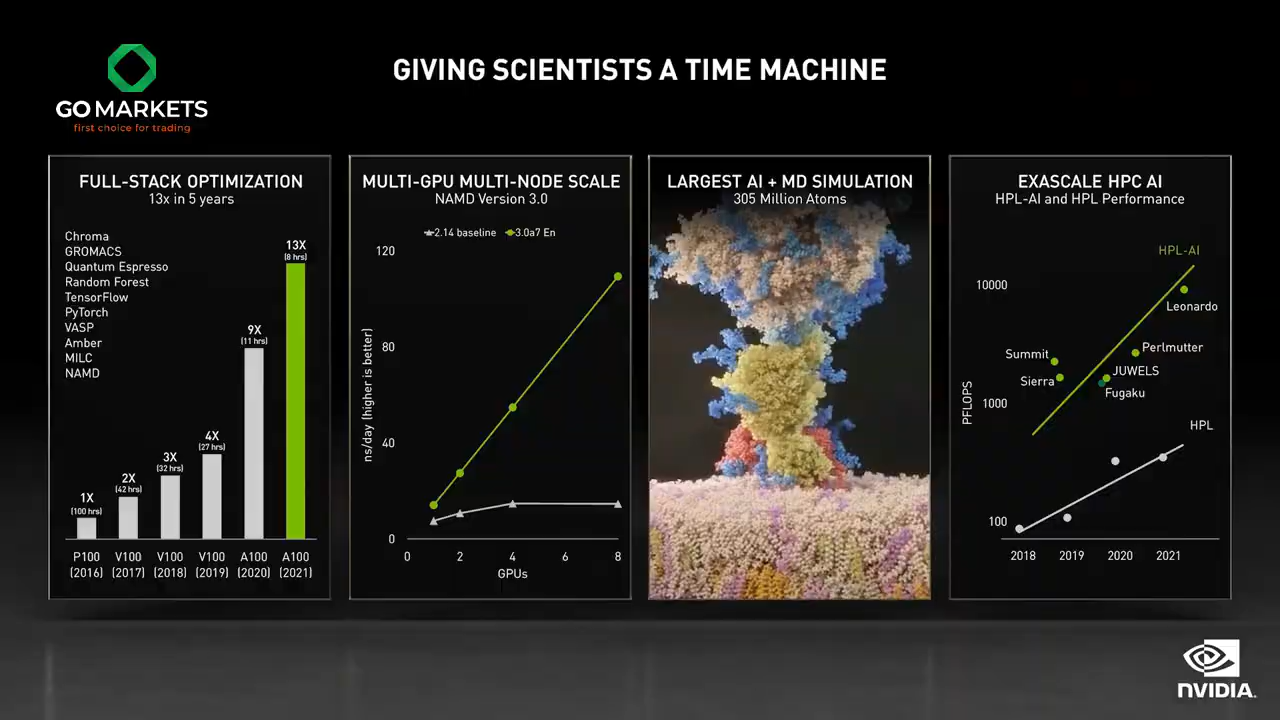 GO MARKETS
first choice for trading
GIVING SCIENTISTS A TIME MACHINE
FULL-STACK OPTIMIZATION
13x in 5 years
Chroma
GROMACS
Quantum Espresso
Random Forest
TensorFlow
PyTorch
VASP
Amber
MILC
NAMD
1X
(100 hrs)
2X
(42 hrs)
3X
(32 hrs)
4X
(27 hrs)
9X
(11 hrs)
13X
(8 hrs)
P100 V100 V100 V100 A100 A100
(2016) (2017) (2018) (2019) (2020) (2021)
MULTI-GPU MULTI-NODE SCALE
NAMD Version 3.0
2.14 baseline 3.0a7 En
ns/day (higher is better)
120
80
40
0
0 2 4 6 8
GPUs
LARGEST AI + MD SIMULATION
305 Million Atoms
EXASCALE HPC AI
HPL-AI and HPL Performance
HPL-AI
PFLOPS
10000
1000
100
Leonardo
Summit
Perlmutter
Sierra
JUWELS
Fugaku
HPL
2018 2019 2020 2021
NVIDIA.